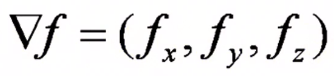 ∇f = (f_x, f_y, f_z)